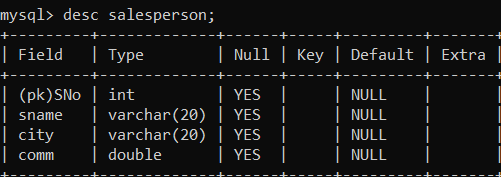 mysql> desc salesperson;
+---------+-------------+------+-----+---------+-------+
| Field   | Type        | Null | Key | Default | Extra |
+---------+-------------+------+-----+---------+-------+
| (pk)SNo | int         | YES  |     | NULL    |       |
| sname   | varchar(20) | YES  |     | NULL    |       |
| city    | varchar(20) | YES  |     | NULL    |       |
| comm    | double      | YES  |     | NULL    |       |
+---------+-------------+------+-----+---------+-------+